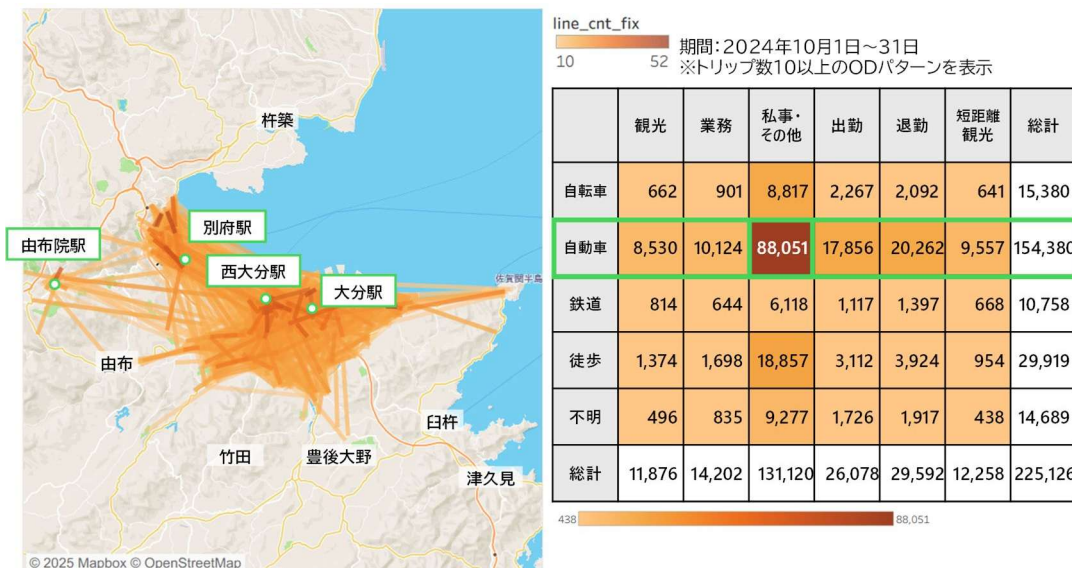 杵築
別府駅
由布院駅
西大分駅
大分駅
佐賀関半島
由布
臼杵
竹田
豊後大野
津久見
© 2025 Mapbox © OpenStreetMap
line_cnt_fix
10 52
期間：2024年10月1日～31日
※トリップ数10以上のODパターンを表示
観光 業務 私事・その他 出勤 退勤 短距離観光 総計
自転車 662 901 8,817 2,267 2,092 641 15,380
自動車 8,530 10,124 88,051 17,856 20,262 9,557 154,380
鉄道 814 644 6,118 1,117 1,397 668 10,758
徒歩 1,374 1,698 18,857 3,112 3,924 954 29,919
不明 496 835 9,277 1,726 1,917 438 14,689
総計 11,876 14,202 131,120 26,078 29,592 12,258 225,126
438 88,051